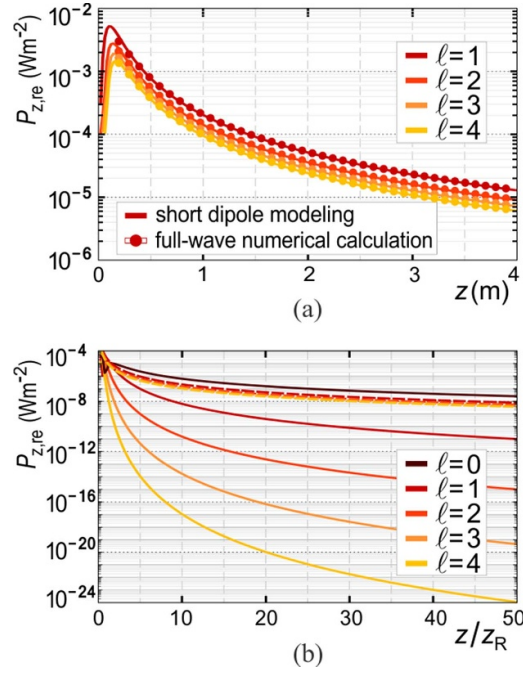 P_z,re (Wm⁻²)
10⁻²
10⁻³
10⁻⁴
10⁻⁵
10⁻⁶
ℓ=1
ℓ=2
ℓ=3
ℓ=4
short dipole modeling
full-wave numerical calculation
0 1 2 3 4
z(m)
(a)
P_z,re (Wm⁻²)
10⁻⁴
10⁻⁸
10⁻¹²
10⁻¹⁶
10⁻²⁰
10⁻²⁴
ℓ=0
ℓ=1
ℓ=2
ℓ=3
ℓ=4
0 10 20 30 40 50
z/z_R
(b)